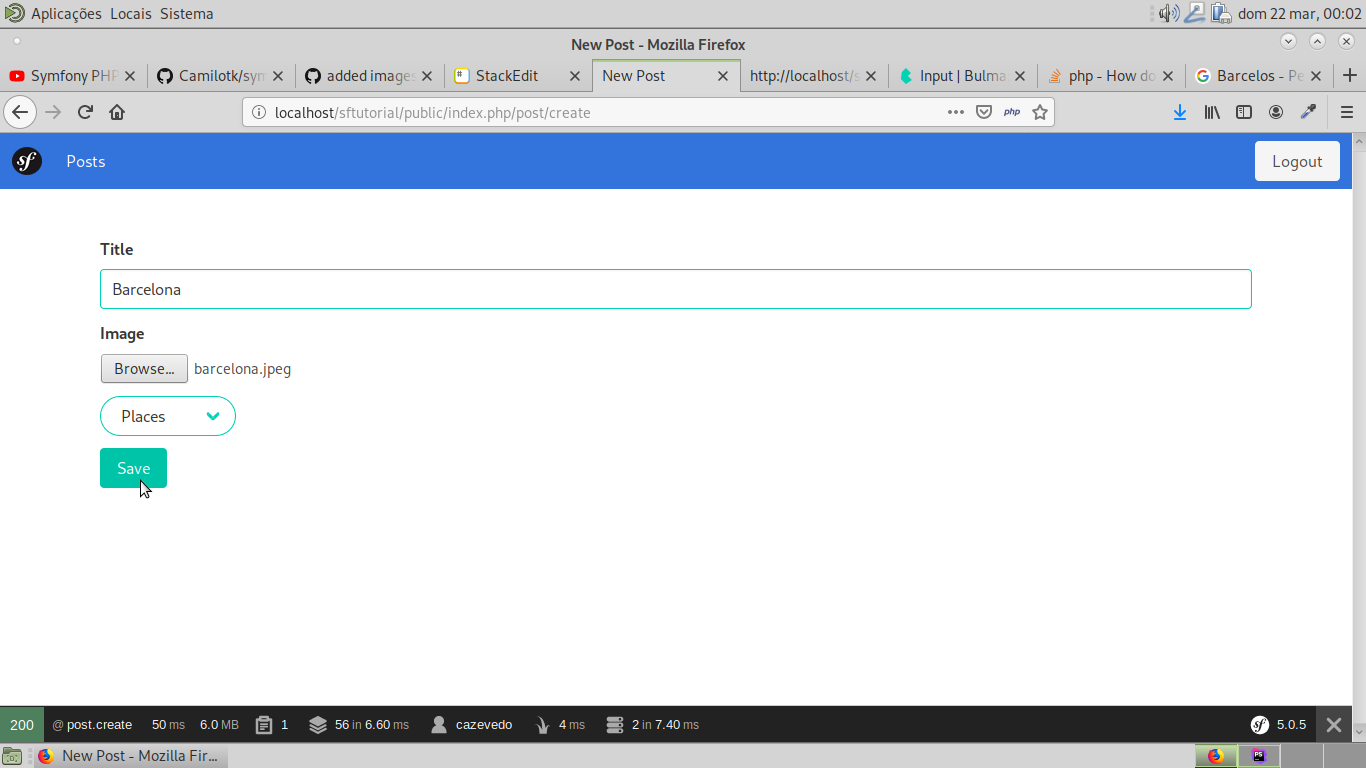 Aplicações Locais Sistema dom 22 mar, 00:02
New Post - Mozilla Firefox
Symfony PHP Camilotk/sym added images StackEdit New Post http://localhost/s Input | Bulma php - How do Barcelos - Pe
localhost/sftutorial/public/index.php/post/create php
sf Posts Logout
Title
Barcelona
Image
Browse... barcelona.jpeg
Places
Save
200 @ post.create 50 ms 6.0 MB 1 56 in 6.60 ms cazevedo 4 ms 2 in 7.40 ms sf 5.0.5
New Post - Mozilla Fir... PS